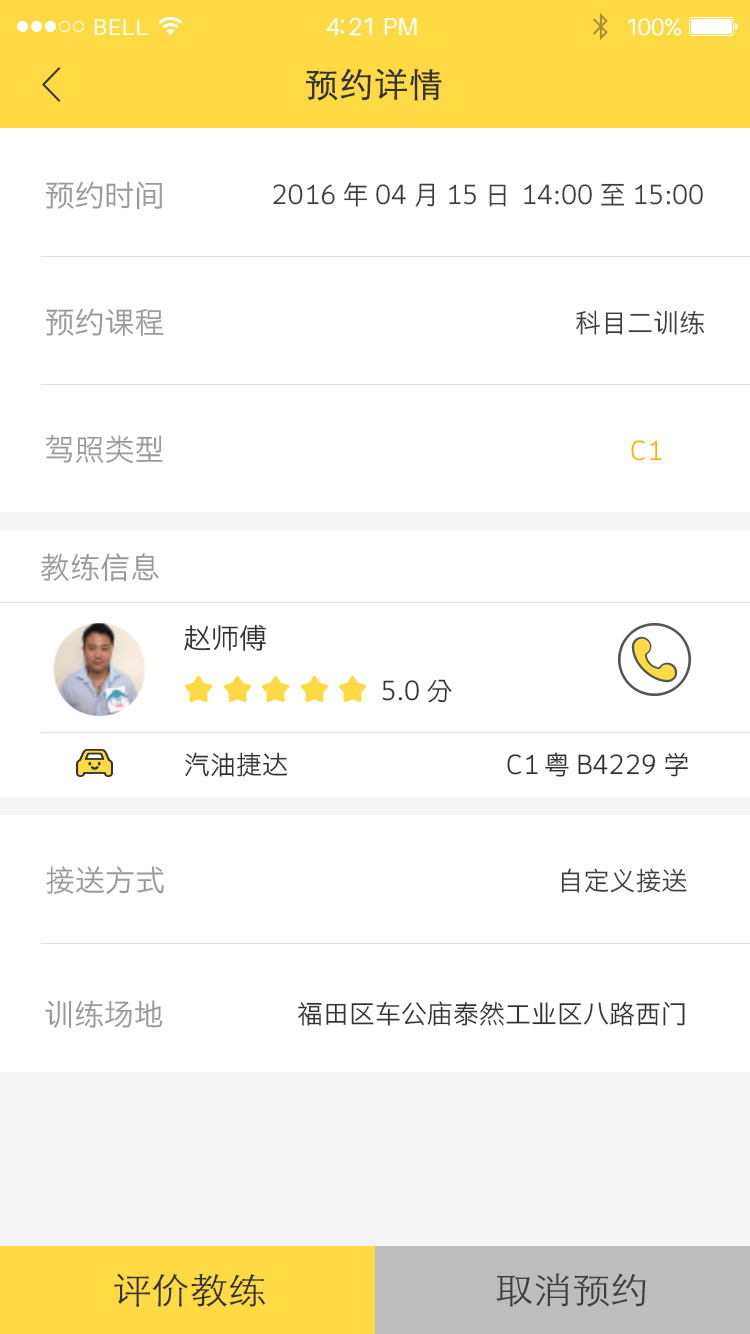 BELL 4:21 PM 100%
预约详情
预约时间 2016 年 04 月 15 日 14:00 至 15:00
预约课程 科目二训练
驾照类型 C1
教练信息
赵师傅
5.0 分
汽油捷达 C1 粤 B4229 学
接送方式 自定义接送
训练场地 福田区车公庙泰然工业区八路西门
评价教练 取消预约